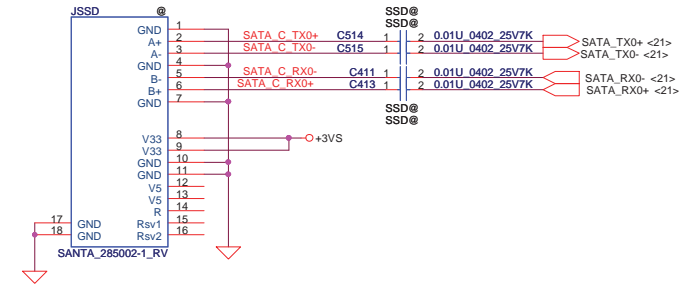 JSSD @ SSD@
SSD@
GND 1
A+ 2 SATA_C_TX0+ C514 1 2 0.01U_0402_25V7K SATA_TX0+ <21>
A- 3 SATA_C_TX0- C515 1 2 0.01U_0402_25V7K SATA_TX0- <21>
GND 4
B- 5 SATA_C_RX0- C411 1 2 0.01U_0402_25V7K SATA_RX0- <21>
B+ 6 SATA_C_RX0+ C413 1 2 0.01U_0402_25V7K SATA_RX0+ <21>
GND 7
SSD@
SSD@
V33 8 +3VS
V33 9
GND 10
GND 11
V5 12
V5 13
R 14
17 GND Rsv1 15
18 GND Rsv2 16
SANTA_285002-1_RV